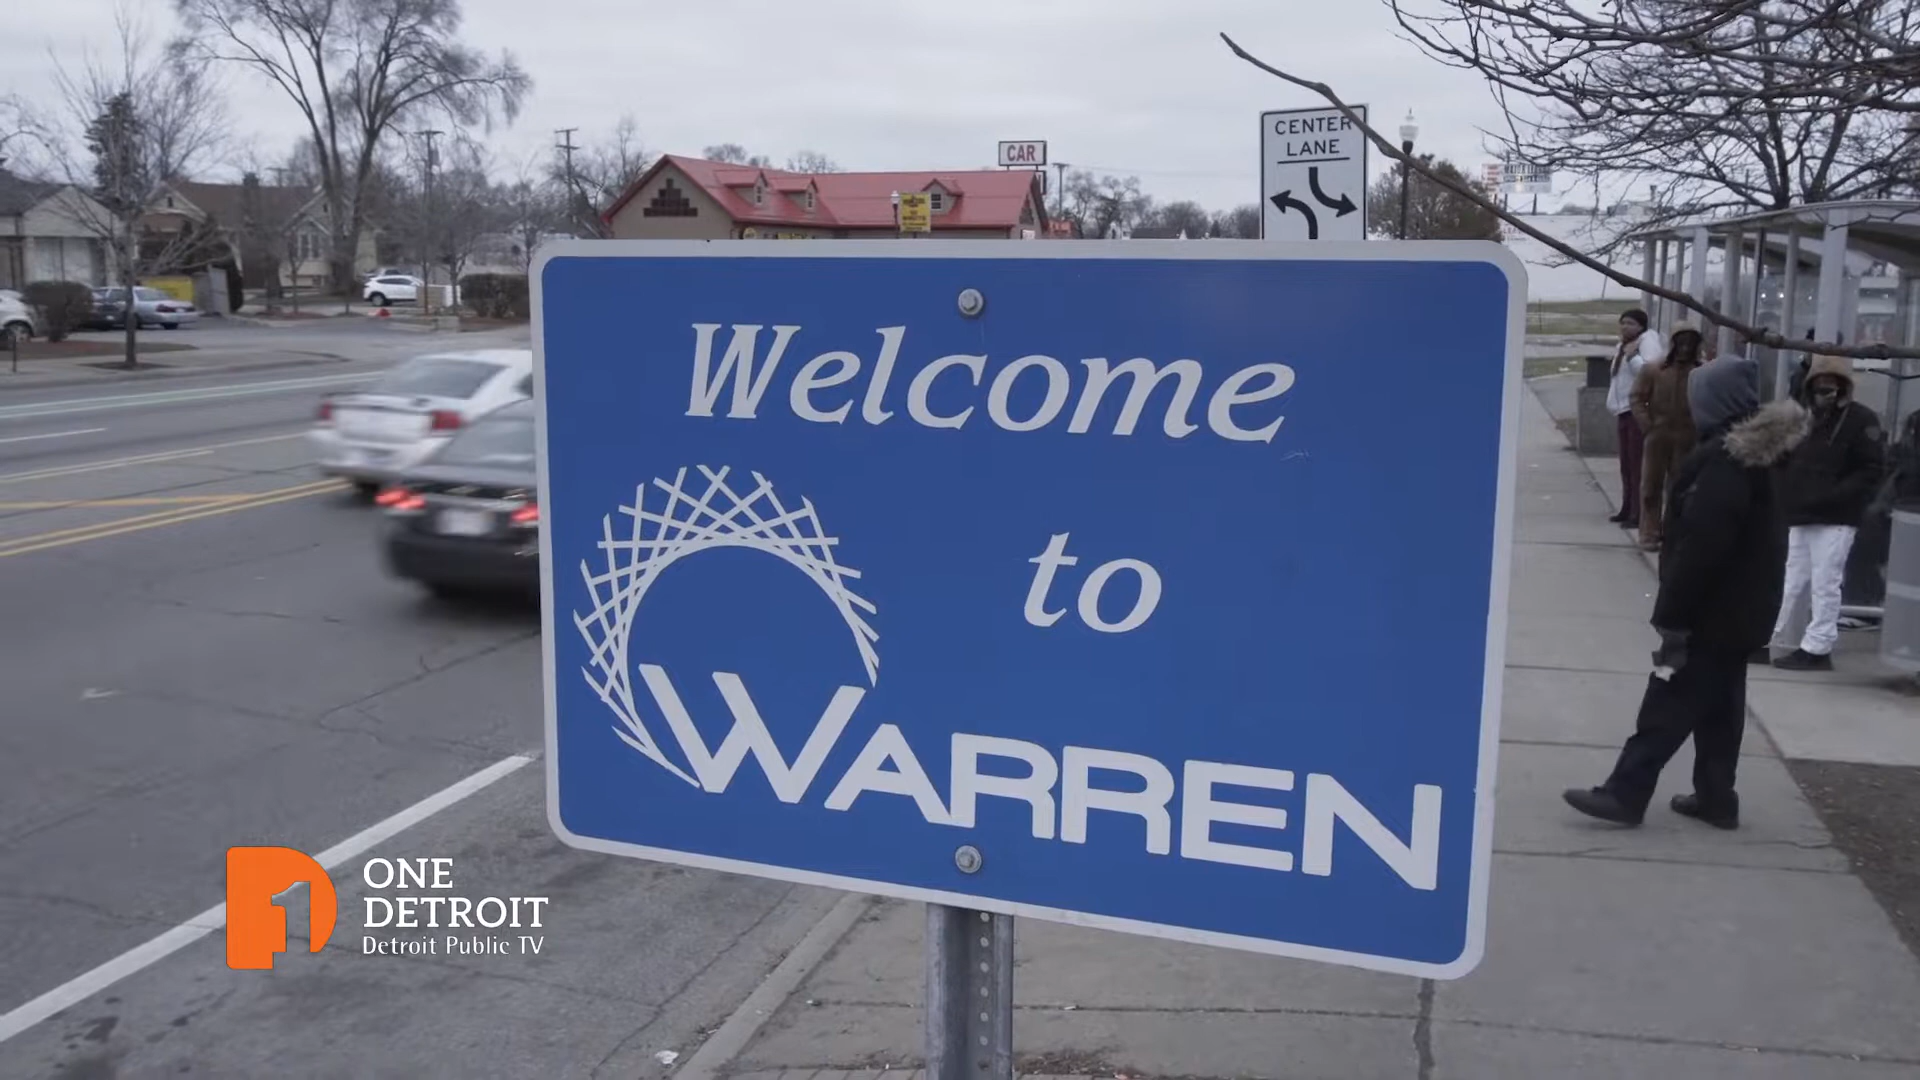 CENTER
LANE
CAR
Welcome
to
WARREN
ONE
DETROIT
Detroit Public TV